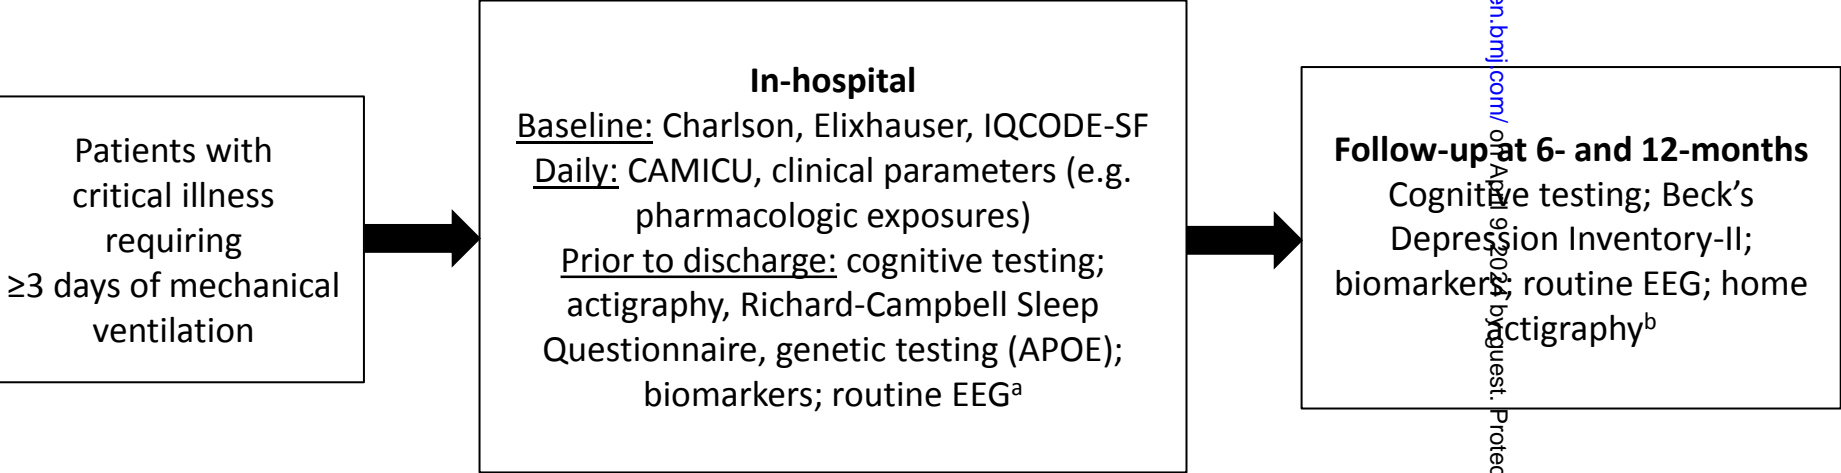 Patients with
critical illness
requiring
≥3 days of mechanical
ventilation
In-hospital
Baseline: Charlson, Elixhauser, IQCODE-SF
Daily: CAMICU, clinical parameters (e.g.
pharmacologic exposures)
Prior to discharge: cognitive testing;
actigraphy, Richard-Campbell Sleep
Questionnaire, genetic testing (APOE);
biomarkers; routine EEGᵃ
Follow-up at 6- and 12-months
Cognitive testing; Beck’s
Depression Inventory-II;
biomarkers; routine EEG; home
actigraphyᵇ
en.bmj.com/ on April 9, 2024 by guest. Protec